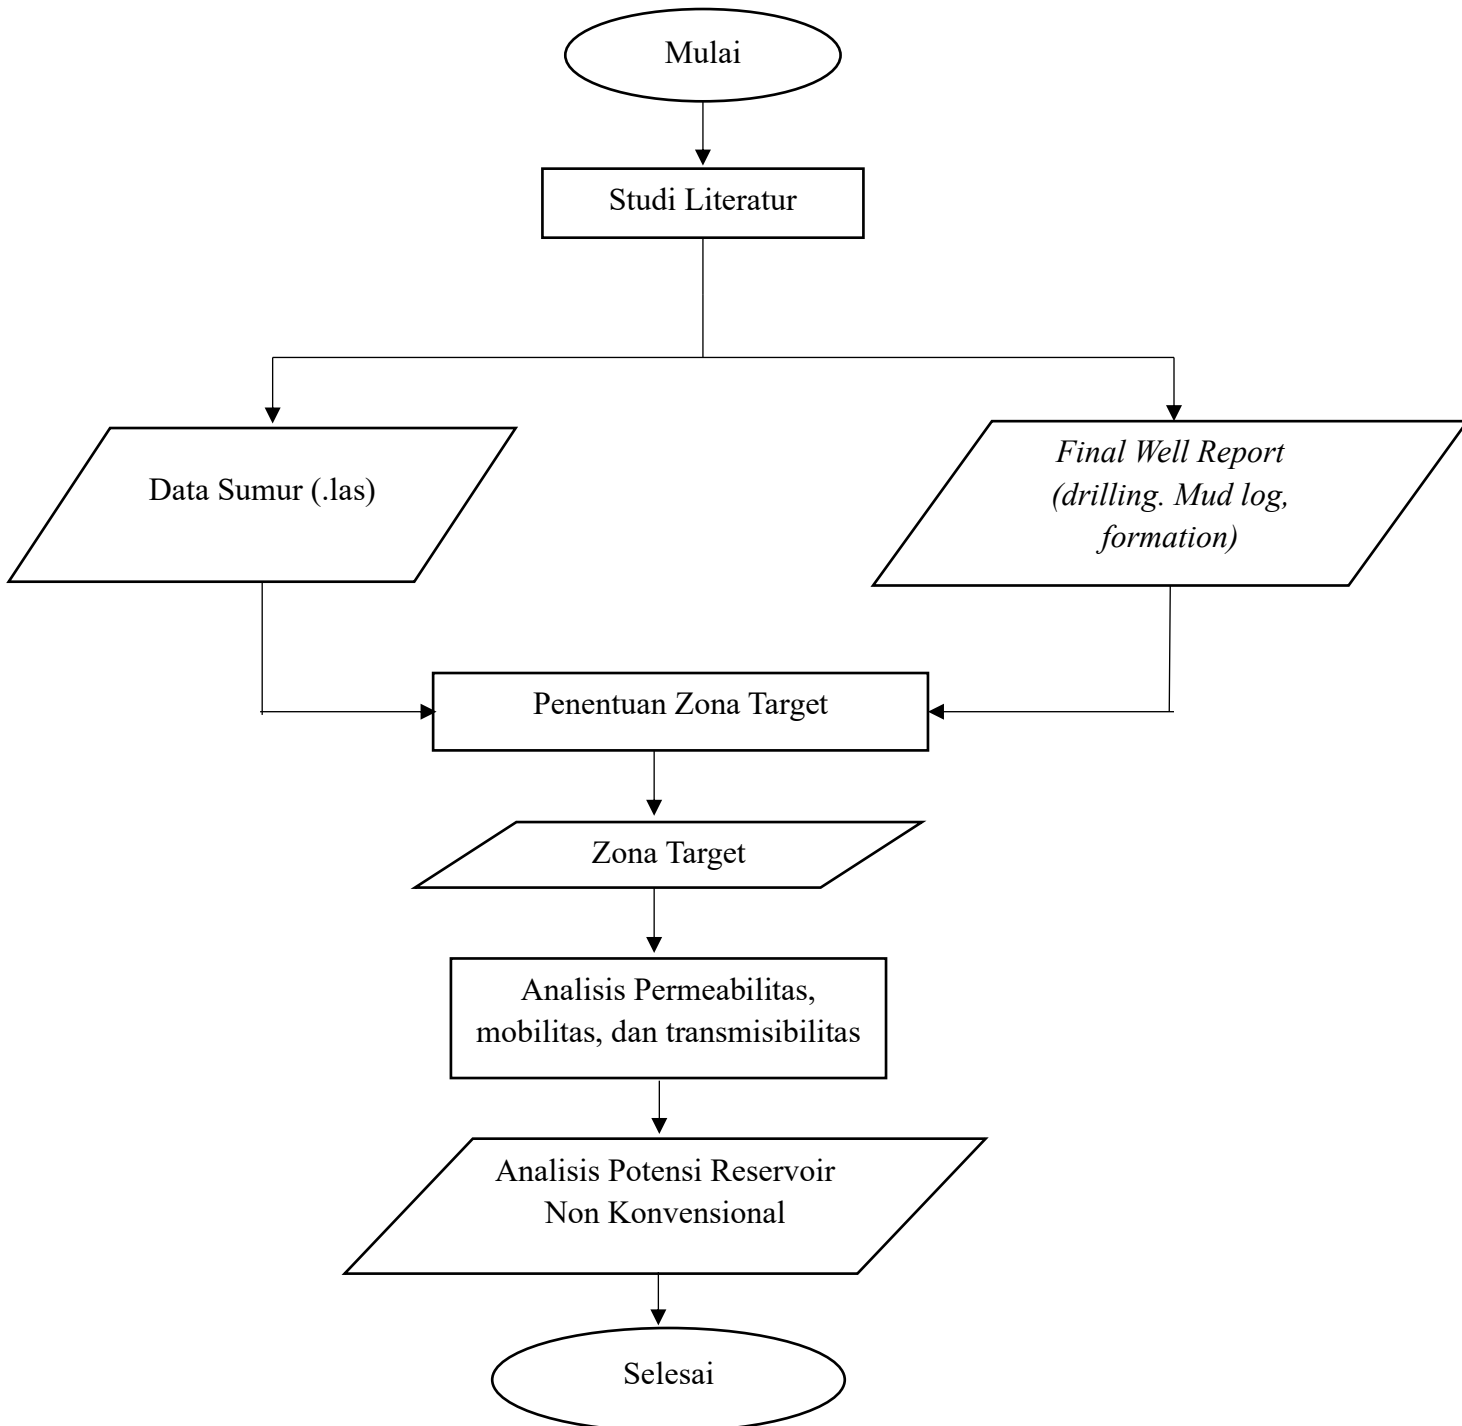 Mulai
Studi Literatur
Data Sumur (.las)
Final Well Report
(drilling. Mud log,
formation)
Penentuan Zona Target
Zona Target
Analisis Permeabilitas,
mobilitas, dan transmisibilitas
Analisis Potensi Reservoir
Non Konvensional
Selesai